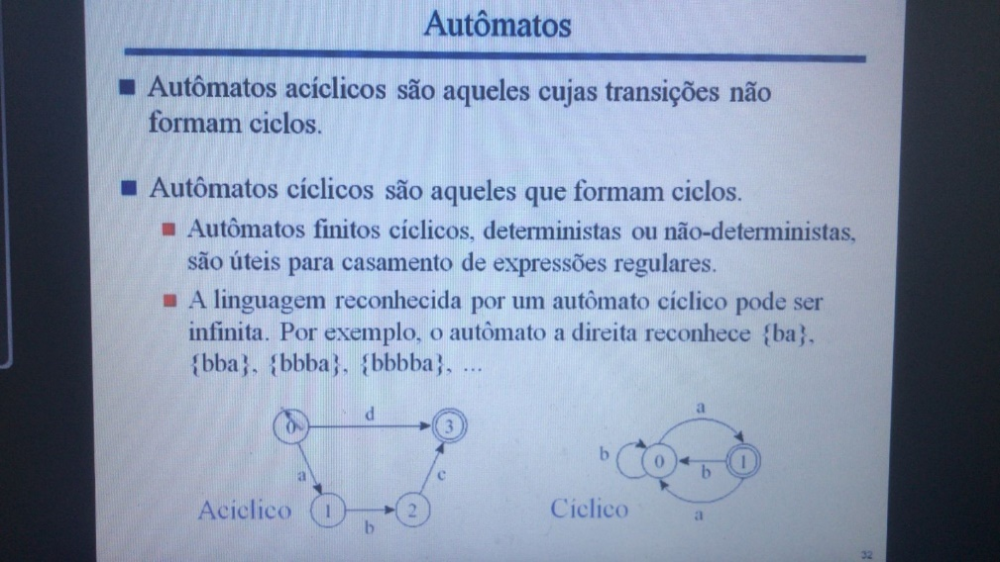 Autômatos
Autômatos acíclicos são aqueles cujas transições não
formam ciclos.
Autômatos cíclicos são aqueles que formam ciclos.
Autômatos finitos cíclicos, deterministas ou não-deterministas,
são úteis para casamento de expressões regulares.
A linguagem reconhecida por um autômato cíclico pode ser
infinita. Por exemplo, o autômato a direita reconhece {ba},
{bba}, {bbba}, {bbbba}, ...
d
0
3
a
c
Acíclico
1
2
b
a
b
0
1
b
Cíclico
a
32